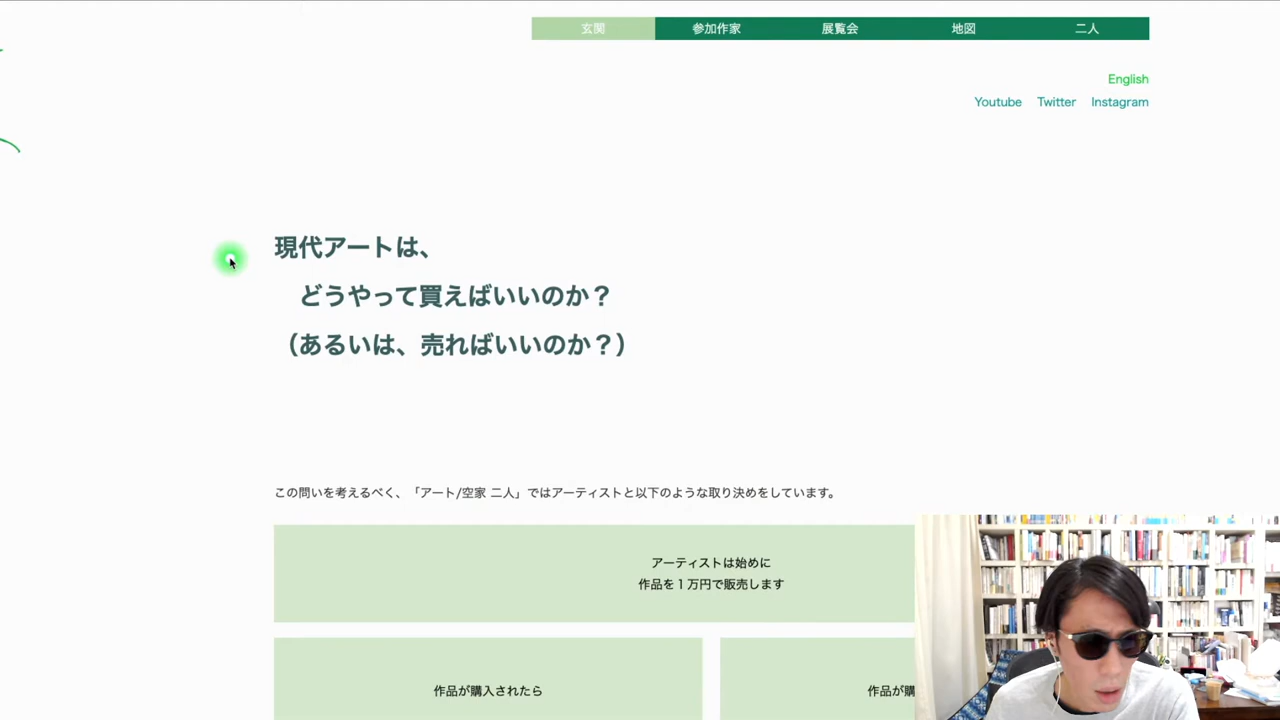 玄関 参加作家 展覧会 地図 二人
English
Youtube Twitter Instagram
現代アートは、
どうやって買えばいいのか？
（あるいは、売ればいいのか？）
この問いを考えるべく、「アート/空家 二人」ではアーティストと以下のような取り決めをしています。
アーティストは始めに
作品を１万円で販売します
作品が購入されたら
作品が購